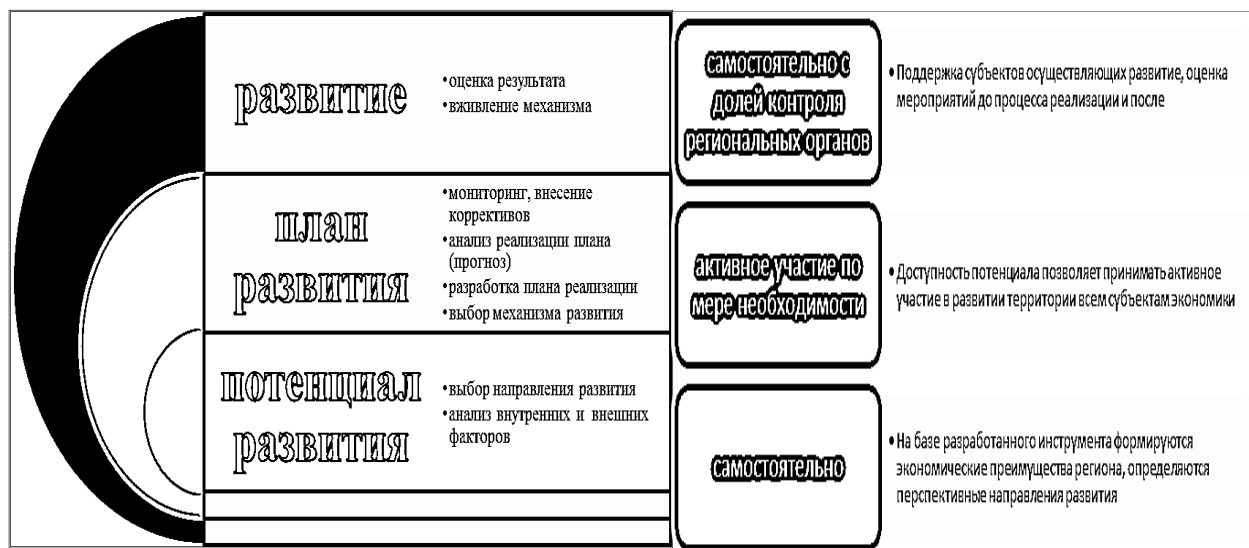 развитие
•оценка результата
•вживление механизма
самостоятельно с
долей контроля
региональных органов
• Поддержка субъектов осуществляющих развитие, оценка
мероприятий до процесса реализации и после
план
развития
•мониторинг, внесение
коррективов
•анализ реализации плана
(прогноз)
•разработка плана реализации
•выбор механизма развития
активное участие по
мере необходимости
• Доступность потенциала позволяет принимать активное
участие в развитии территории всем субъектам экономики
потенциал
развития
•выбор направления развития
•анализ внутренних и внешних
факторов
самостоятельно
• На базе разработанного инструмента формируются
экономические преимущества региона, определяются
перспективные направления развития